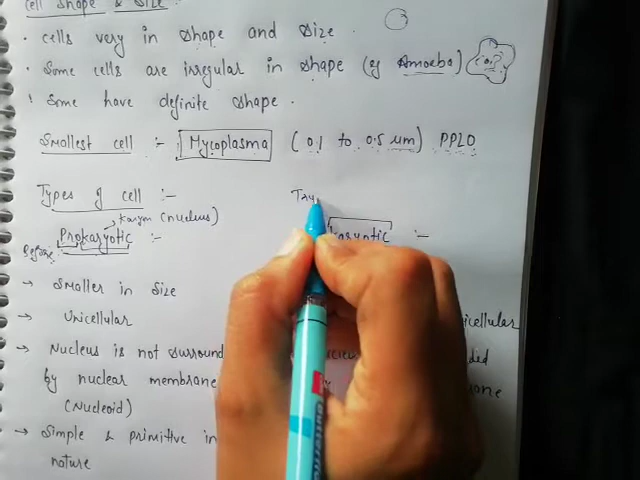 Cell Shape & Size
· cells very in shape and size .
· Some cells are irregular in shape (eg Amoeba)
· Some have definite shape .
Smallest cell :- Mycoplasma ( 0.1 to 0.5 um) PPLO
Types of cell :-
Karyon (nucleus)
Before
Prokaryotic :-
→ Smaller in Size
→ Unicellular
→ Nucleus is not surround
by nuclear membrane
(Nucleoid)
→ Simple & primitive in
nature